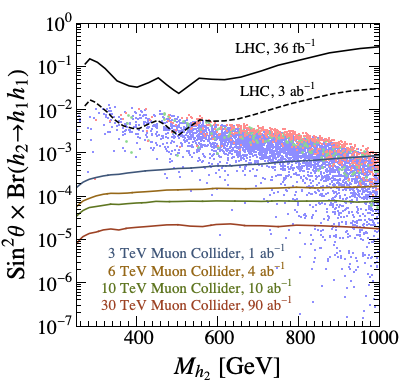 10⁰
10⁻¹
10⁻²
10⁻³
10⁻⁴
10⁻⁵
10⁻⁶
10⁻⁷
Sin²θ × Br(h₂→h₁h₁)
LHC, 36 fb⁻¹
LHC, 3 ab⁻¹
3 TeV Muon Collider, 1 ab⁻¹
6 TeV Muon Collider, 4 ab⁻¹
10 TeV Muon Collider, 10 ab⁻¹
30 TeV Muon Collider, 90 ab⁻¹
400 600 800 1000
M_{h₂} [GeV]